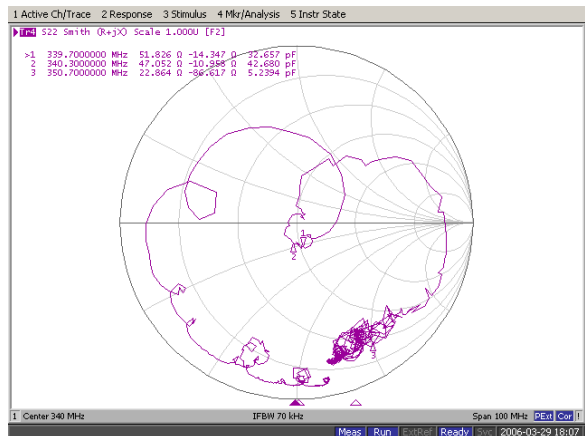 1 Active Ch/Trace 2 Response 3 Stimulus 4 Mkr/Analysis 5 Instr State
Tr4 S22 Smith (R+jX) Scale 1.000U [F2]
>1 339.7000000 MHz 51.826 Ω -14.347 Ω 32.657 pF
2 340.3000000 MHz 47.052 Ω -10.958 Ω 42.680 pF
3 350.7000000 MHz 22.864 Ω -86.617 Ω 5.2394 pF
1
2
3
1 Center 340 MHz IFBW 70 kHz Span 100 MHz PExt Cor !
Meas Run ExtRef Ready Svc 2006-03-29 18:07